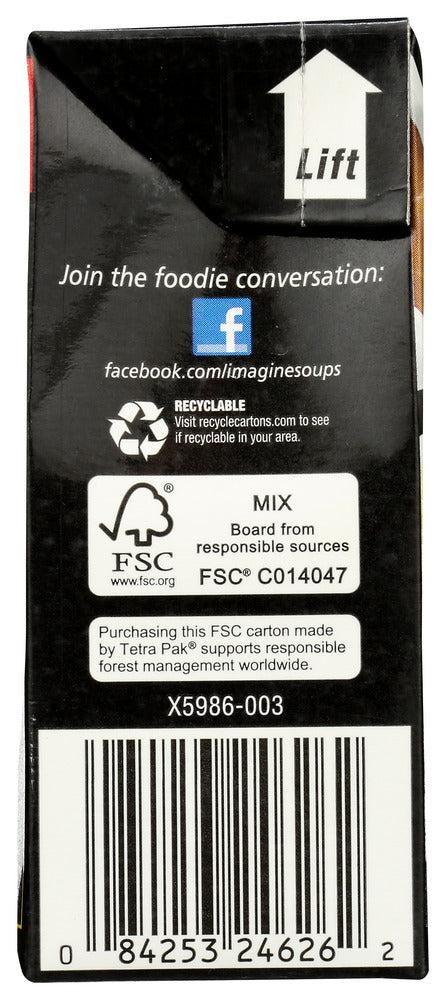 Lift
Join the foodie conversation:
f
facebook.com/imaginesoups
RECYCLABLE
Visit recyclecartons.com to see
if recyclable in your area.
®
FSC
www.fsc.org
MIX
Board from
responsible sources
FSC® C014047
Purchasing this FSC carton made
by Tetra Pak® supports responsible
forest management worldwide.
X5986-003
0 84253 24626 2